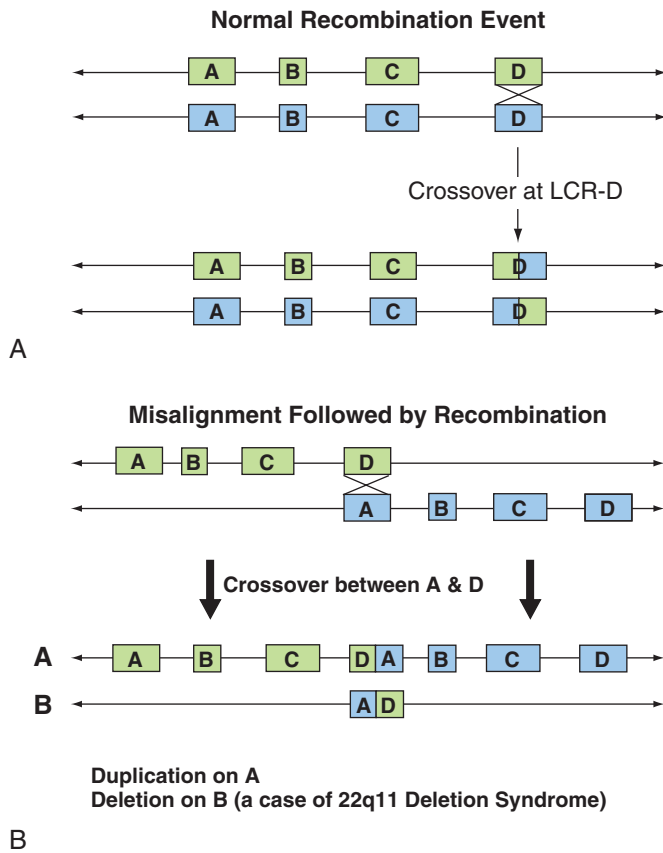 Normal Recombination Event
A B C D
A B C D
Crossover at LCR-D
A B C D
A B C D
A
Misalignment Followed by Recombination
A B C D
A B C D
Crossover between A & D
A A B C D A B C D
B A D
Duplication on A
Deletion on B (a case of 22q11 Deletion Syndrome)
B